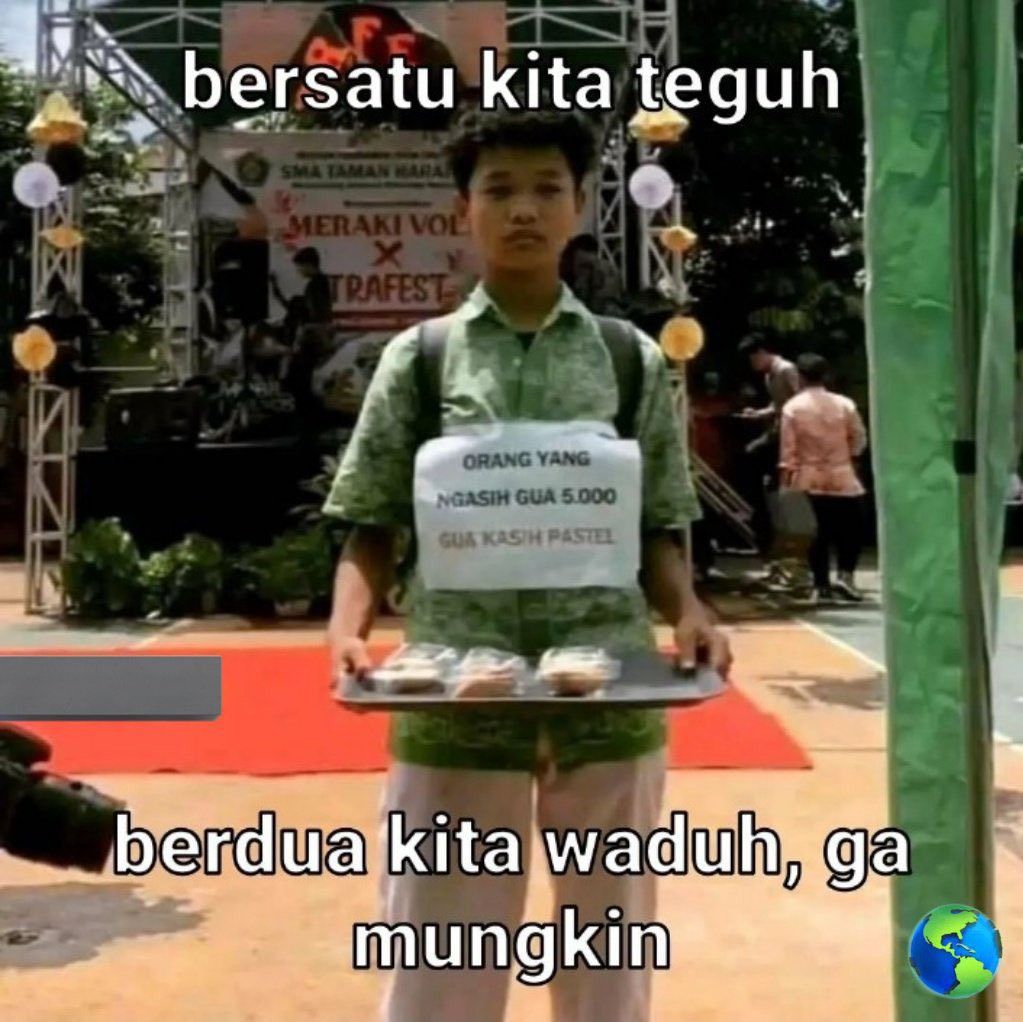 bersatu kita teguh
SMA TAMAN HARAP
MERAKI VOL
X
TRAFEST
ORANG YANG
NGASIH GUA 5.000
GUA KASIH PASTEL
berdua kita waduh, ga
mungkin